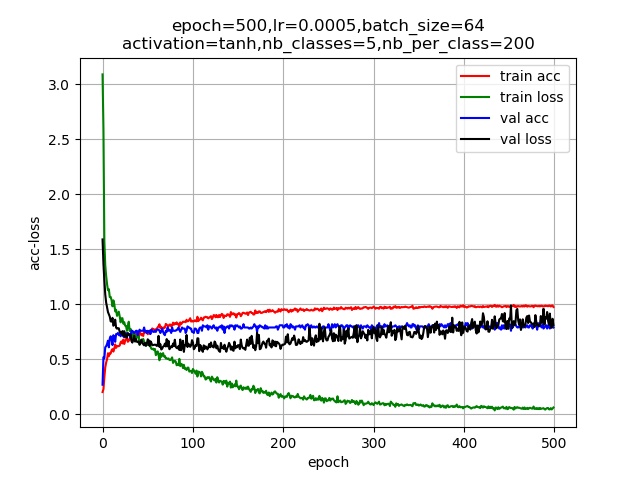 epoch=500,lr=0.0005,batch_size=64
activation=tanh,nb_classes=5,nb_per_class=200
train acc
train loss
val acc
val loss
acc-loss
3.0
2.5
2.0
1.5
1.0
0.5
0.0
0 100 200 300 400 500
epoch